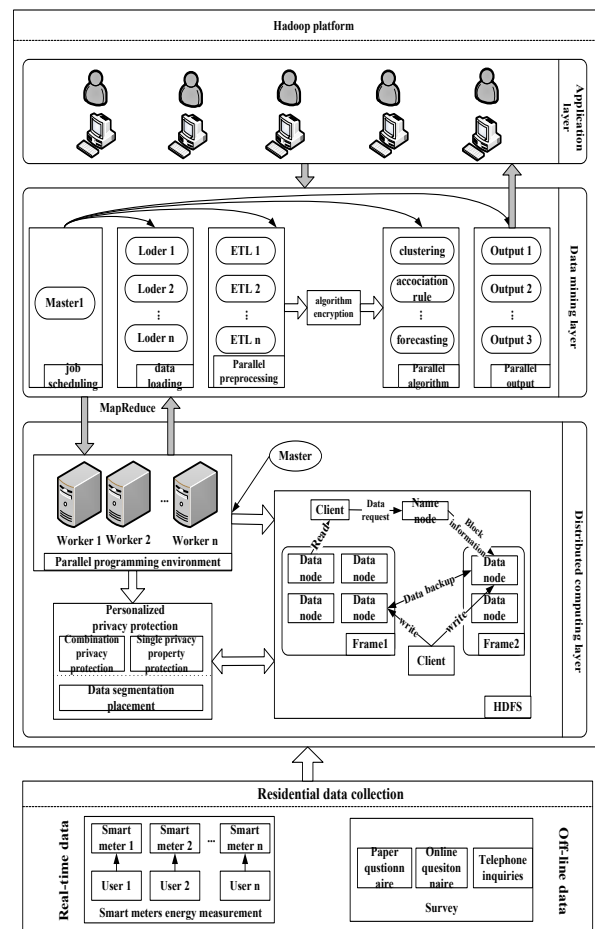 Hadoop platform
Application
layer
Loder 1
ETL 1
clustering
Output 1
Master1
Loder 2
ETL 2
algorithm
encryption
accociation
rule
Output 2
...
...
...
...
Loder n
ETL n
forecasting
Output 3
job
scheduling
data
loading
Parallel
preprocessing
Parallel
algorithm
Parallel
output
Data mining layer
MapReduce
Master
...
Worker 1
Worker 2
Worker n
Parallel programming environment
Client
Data
request
Name
node
Block
information
Read
Data
node
Data
node
Data
node
Data
node
Data
node
Data
node
Data backup
write
write
Frame1
Client
Frame2
HDFS
Personalized
privacy protection
Combination
privacy
protection
Single privacy
property
protection
Data segmentation
placement
Distributed computing layer
Residential data collection
Real-time data
Smart
meter 1
Smart
meter 2
...
Smart
meter n
User 1
User 2
User n
Smart meters energy measurement
Paper
qustionn
aire
Online
quesiton
naire
Telephone
inquiries
Survey
Off-line data